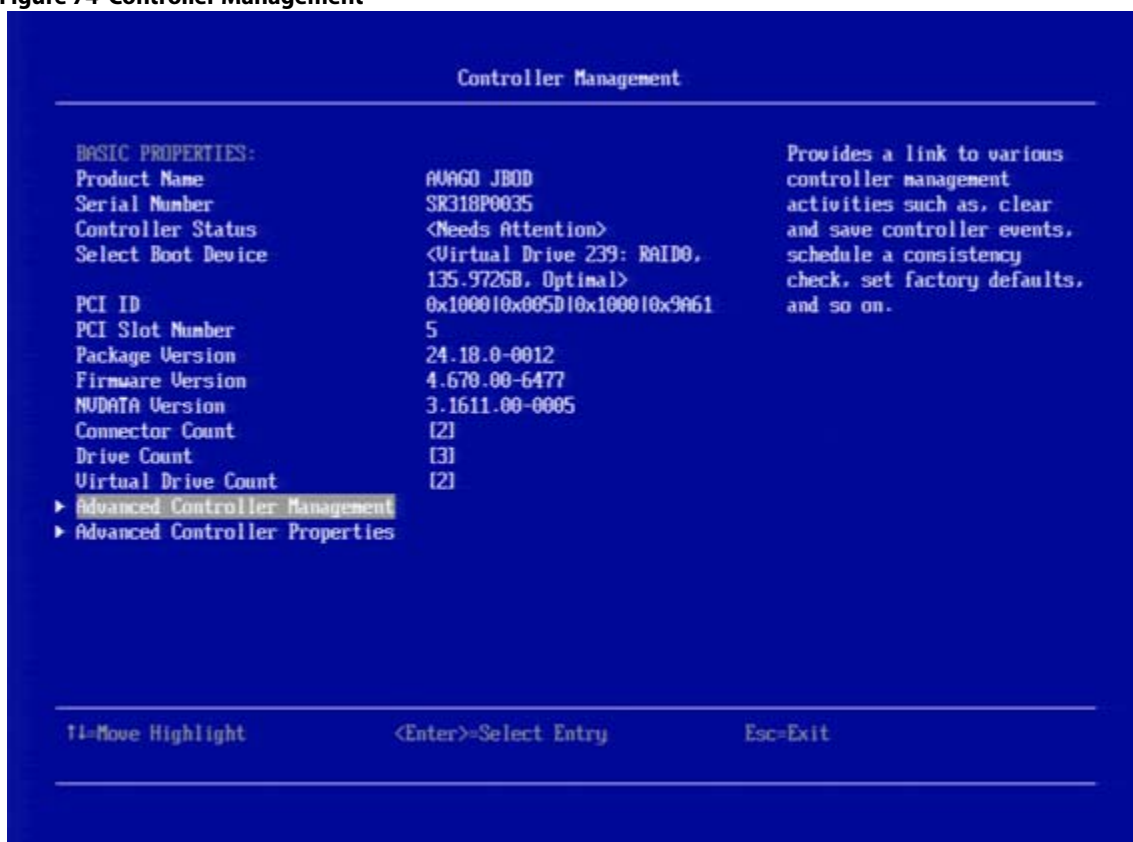 Figure 74 Controller Management
Controller Management
BASIC PROPERTIES:
Product Name AVAGO JBOD
Serial Number SR318P0035
Controller Status <Needs Attention>
Select Boot Device <Virtual Drive 239: RAID0,
135.972GB, Optimal>
PCI ID 0x1000|0x005D|0x1000|0x9A61
PCI Slot Number 5
Package Version 24.18.0-0012
Firmware Version 4.670.00-6477
NVDATA Version 3.1611.00-0005
Connector Count [2]
Drive Count [3]
Virtual Drive Count [2]
▶ Advanced Controller Management
▶ Advanced Controller Properties
Provides a link to various
controller management
activities such as, clear
and save controller events,
schedule a consistency
check, set factory defaults,
and so on.
↑↓=Move Highlight <Enter>=Select Entry Esc=Exit